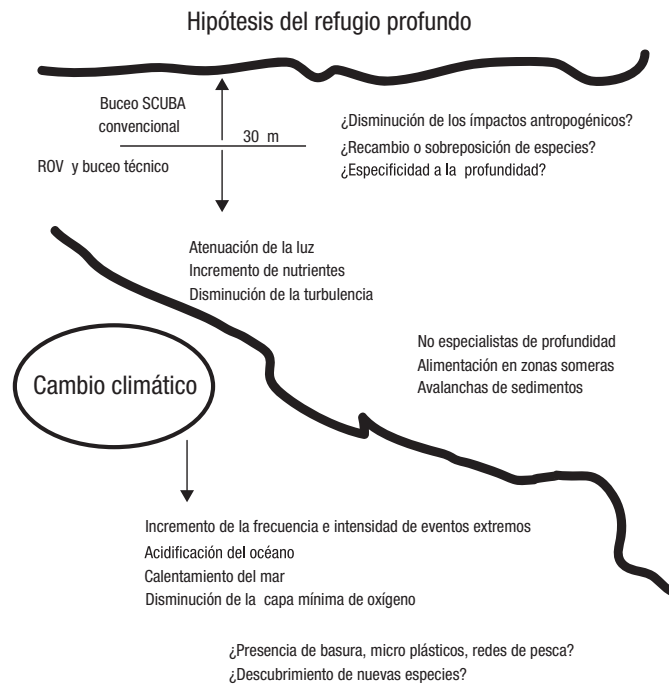 Hipótesis del refugio profundo
Buceo SCUBA
convencional
30 m
ROV y buceo técnico
¿Disminución de los ímpactos antropogénicos?
¿Recambio o sobreposición de especies?
¿Especificidad a la profundidad?
Atenuación de la luz
Incremento de nutrientes
Disminución de la turbulencia
No especialistas de profundidad
Alimentación en zonas someras
Avalanchas de sedimentos
Cambio climático
Incremento de la frecuencia e intensidad de eventos extremos
Acidificación del océano
Calentamiento del mar
Disminución de la capa mínima de oxígeno
¿Presencia de basura, micro plásticos, redes de pesca?
¿Descubrimiento de nuevas especies?